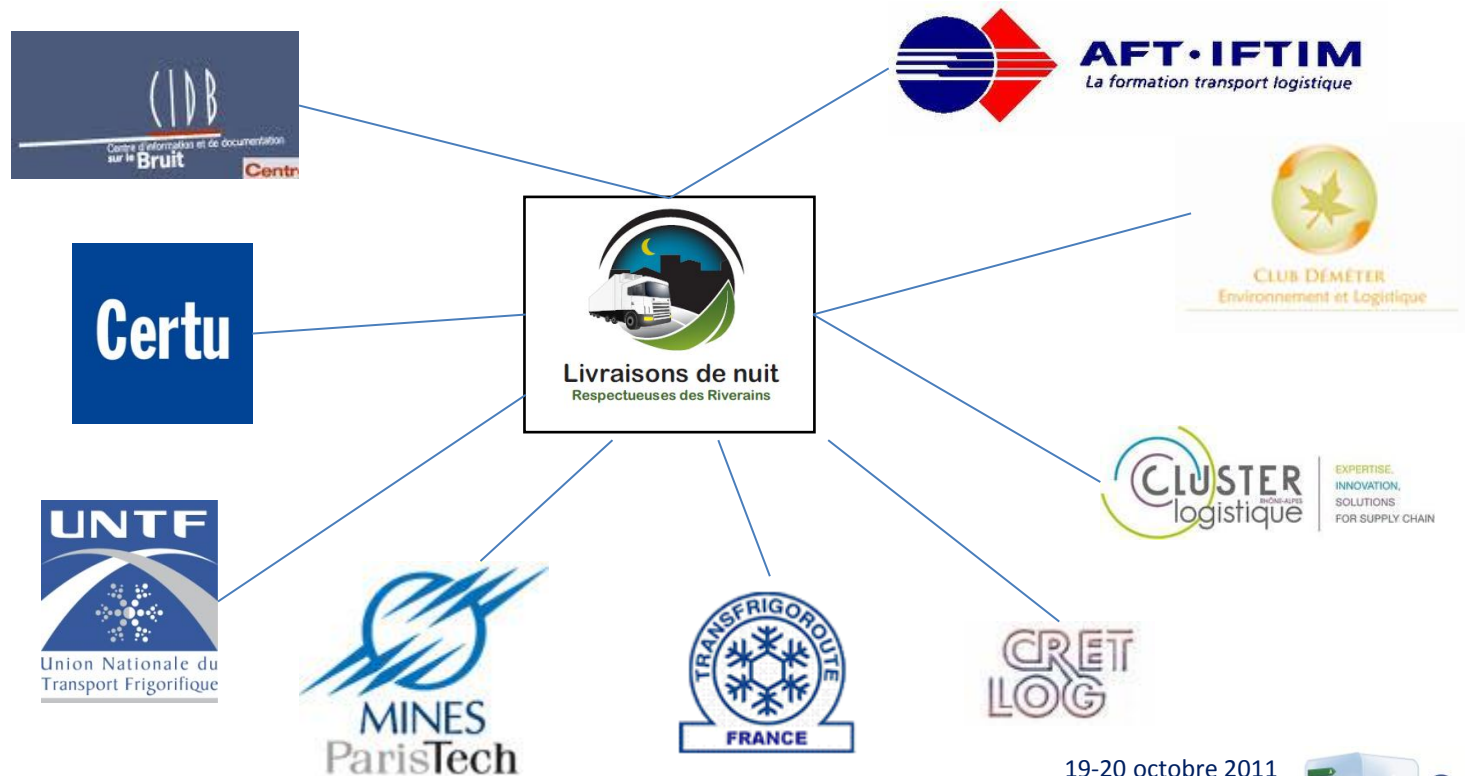 CIDB
Centre d'information et de documentation
sur le Bruit
Centr
AFT·IFTIM
La formation transport logistique
CLUB DÉMÉTER
Environnement et Logistique
Certu
Livraisons de nuit
Respectueuses des Riverains
CLUSTER
RHÔNE-ALPES
logistique
EXPERTISE,
INNOVATION,
SOLUTIONS
FOR SUPPLY CHAIN
UNTF
Union Nationale du
Transport Frigorifique
MINES
ParisTech
TRANSFRIGOROUTE
FRANCE
CRET
LOG
19-20 octobre 2011